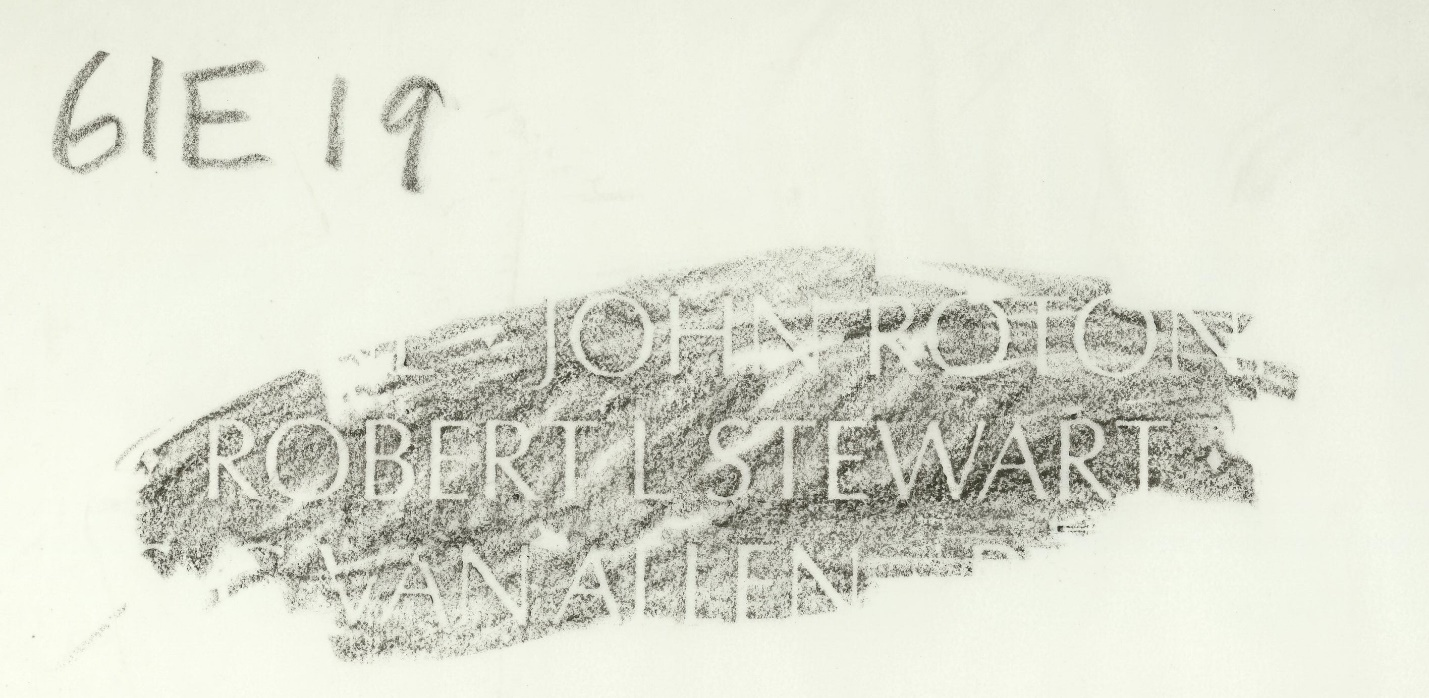 61E 19
JOHN ROTON
ROBERT L STEWART
VAN ALLEN